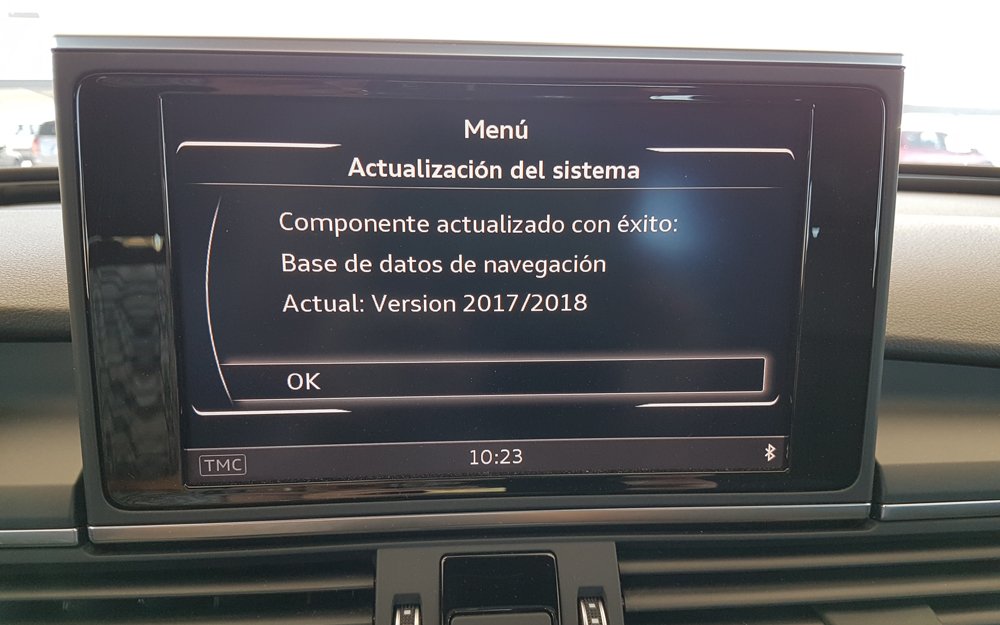 Menú
Actualización del sistema
Componente actualizado con éxito:
Base de datos de navegación
Actual: Version 2017/2018
OK
TMC
10:23